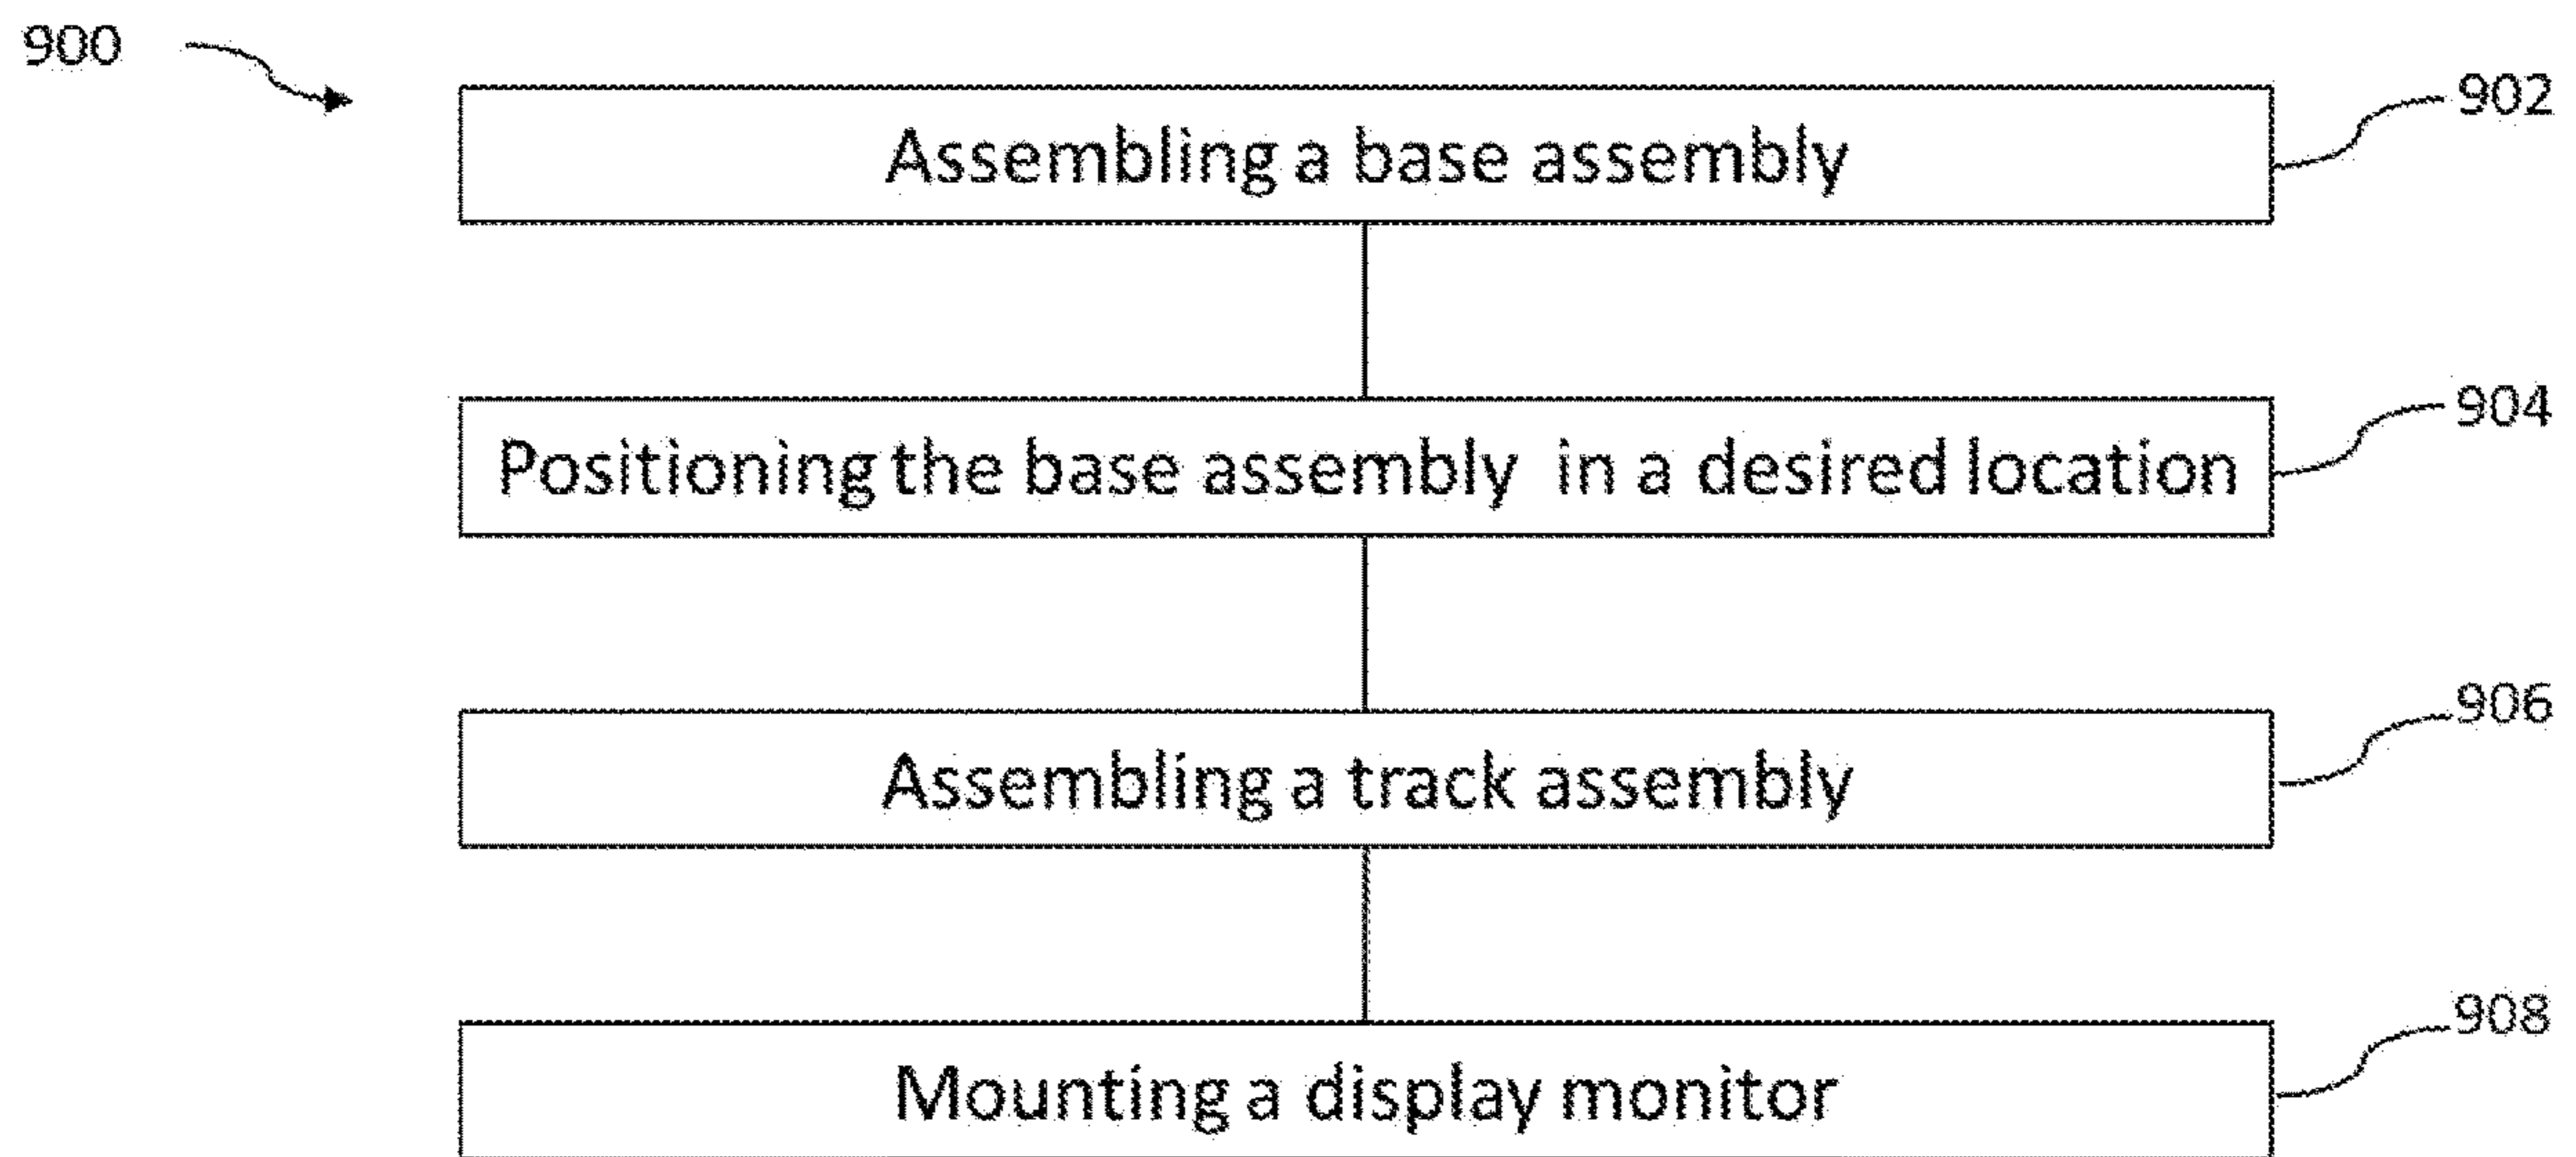 900
902
Assembling a base assembly
904
Positioning the base assembly in a desired location
906
Assembling a track assembly
908
Mounting a display monitor